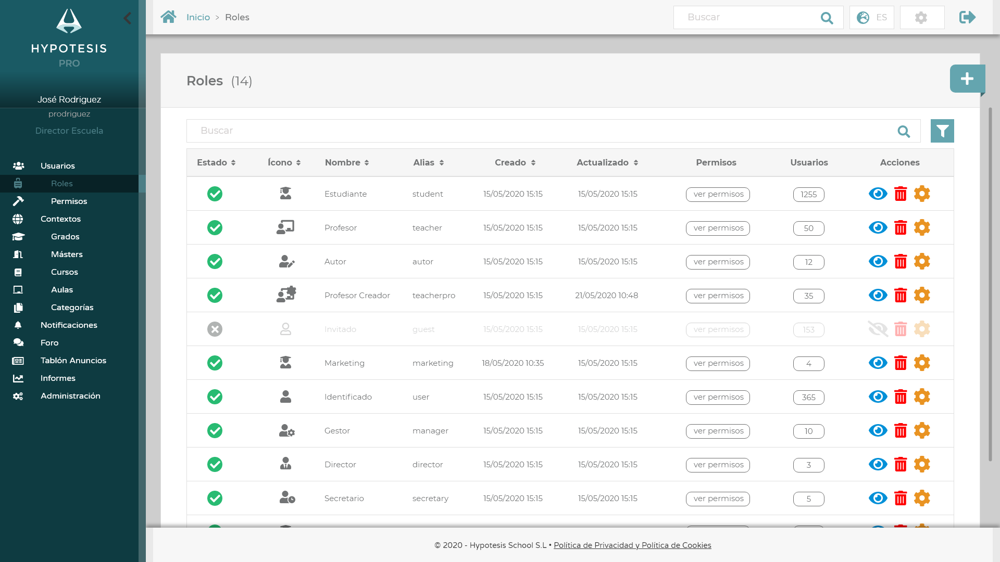 HYPOTESIS
PRO
José Rodriguez
prodriguez
Director Escuela
Usuarios
Roles
Permisos
Contextos
Grados
Másters
Cursos
Aulas
Categorías
Notificaciones
Foro
Tablón Anuncios
Informes
Administración
Inicio > Roles
Buscar
ES
Roles (14)
Buscar
Estado Ícono Nombre Alias Creado Actualizado Permisos Usuarios Acciones
Estudiante student 15/05/2020 15:15 15/05/2020 15:15 ver permisos 1255
Profesor teacher 15/05/2020 15:15 15/05/2020 15:15 ver permisos 50
Autor autor 15/05/2020 15:15 15/05/2020 15:15 ver permisos 12
Profesor Creador teacherpro 15/05/2020 15:15 21/05/2020 10:48 ver permisos 35
Invitado guest 15/05/2020 15:15 15/05/2020 15:15 ver permisos 153
Marketing marketing 18/05/2020 10:35 15/05/2020 15:15 ver permisos 4
Identificado user 15/05/2020 15:15 15/05/2020 15:15 ver permisos 365
Gestor manager 15/05/2020 15:15 15/05/2020 15:15 ver permisos 10
Director director 15/05/2020 15:15 15/05/2020 15:15 ver permisos 3
Secretario secretary 15/05/2020 15:15 15/05/2020 15:15 ver permisos 5
© 2020 - Hypotesis School S.L • Política de Privacidad y Política de Cookies